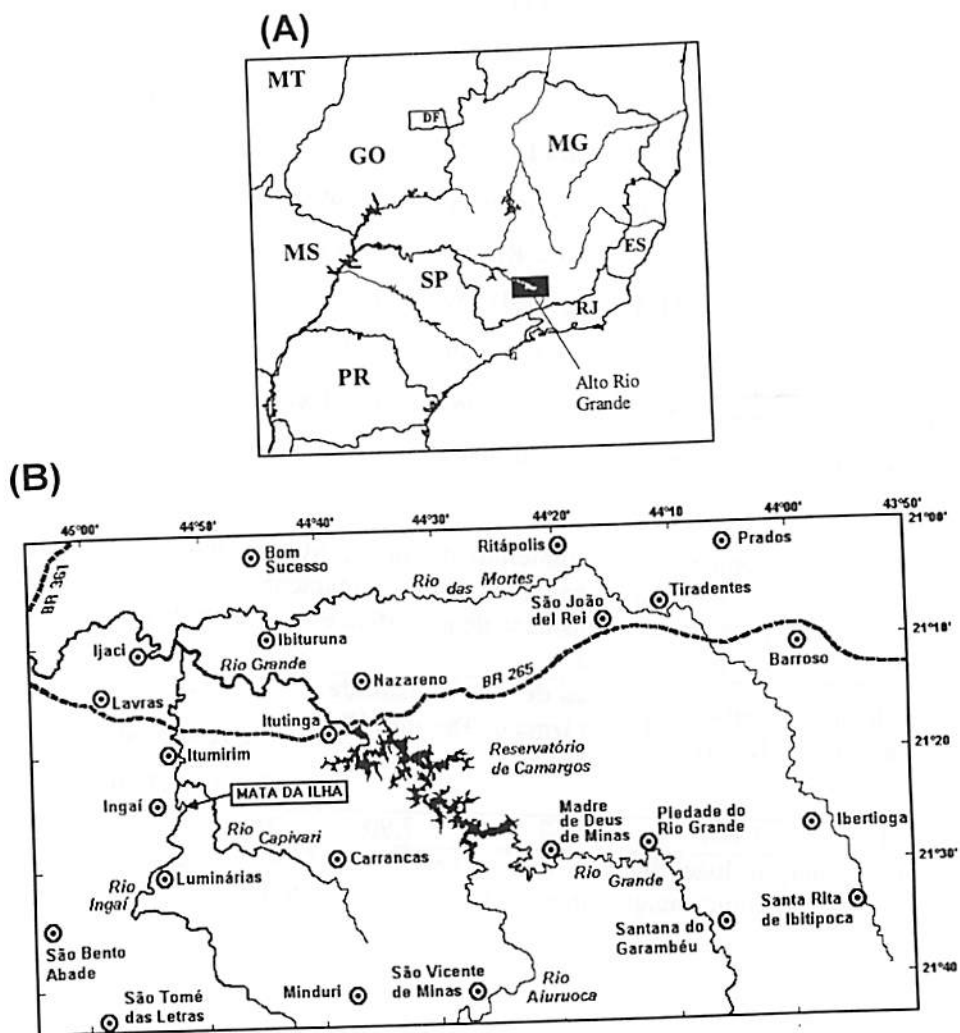 (A)
MT
DF
GO
MG
MS
ES
SP
RJ
PR
Alto Rio
Grande
(B)
45°00'
44°50'
44°40'
44°30'
44°20'
44°10'
44°00'
43°50'
21°00'
BR 381
Bom
Sucesso
Ritápolis
Prados
Rio
das Mortes
Tiradentes
São João
del Rei
21°10'
Ijaci
Ibituruna
Barroso
Rio Grande
Nazareno
BR 265
Lavras
Itutinga
21°20'
Itumirim
Reservatório
de Camargos
MATA DA ILHA
Ingaí
Madre
de Deus
de Minas
Piedade do
Rio Grande
Ibertioga
Rio
Capivari
Carrancas
21°30'
Luminárias
Rio
Grande
Rio
Ingaí
Santa Rita
de Ibitipoca
Santana do
Garambéu
São Bento
Abade
21°40'
São Vicente
de Minas
Minduri
Rio
Aiuruoca
São Tomé
das Letras